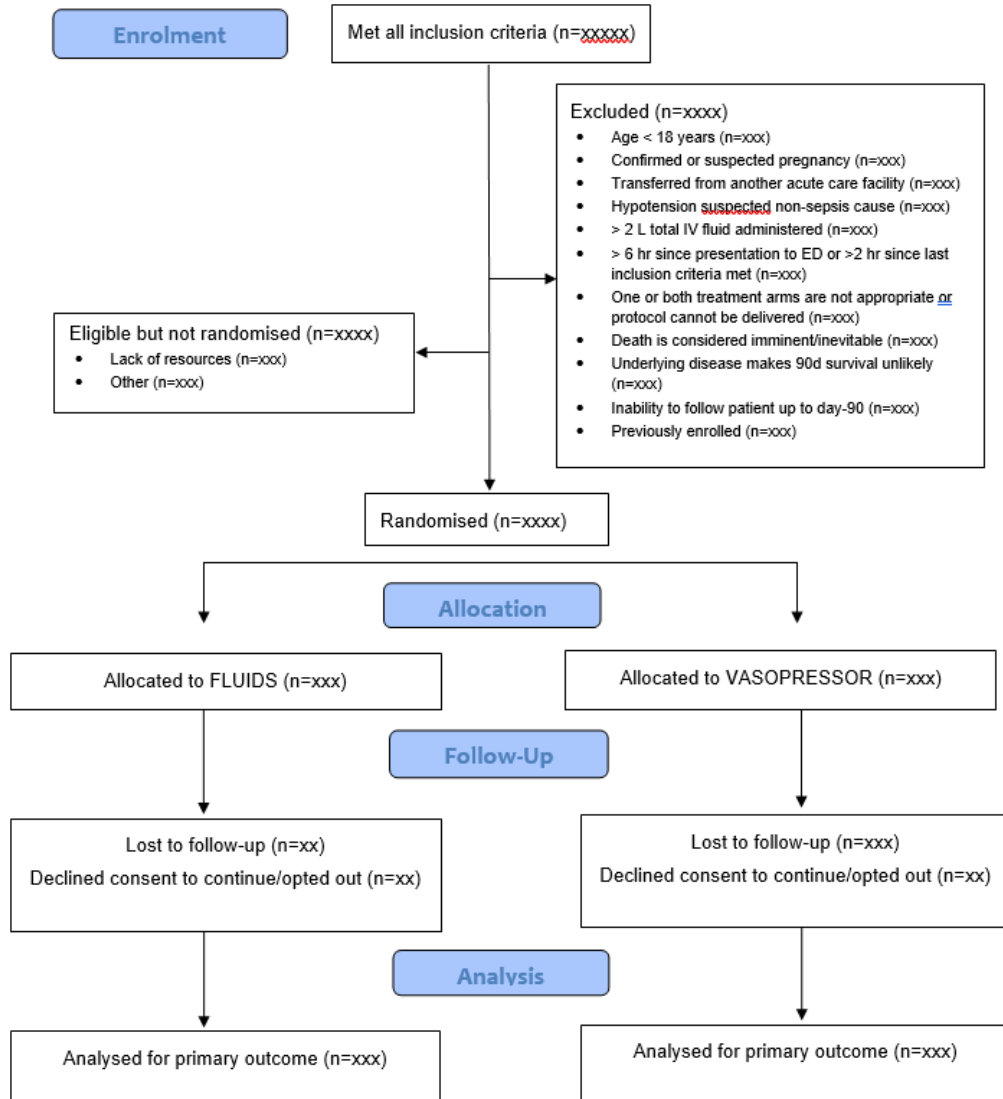 Enrolment
Met all inclusion criteria (n=xxxxx)
Excluded (n=xxxx)
• Age < 18 years (n=xxx)
• Confirmed or suspected pregnancy (n=xxx)
• Transferred from another acute care facility (n=xxx)
• Hypotension suspected non-sepsis cause (n=xxx)
• > 2 L total IV fluid administered (n=xxx)
• > 6 hr since presentation to ED or >2 hr since last
inclusion criteria met (n=xxx)
• One or both treatment arms are not appropriate or
protocol cannot be delivered (n=xxx)
• Death is considered imminent/inevitable (n=xxx)
• Underlying disease makes 90d survival unlikely
(n=xxx)
• Inability to follow patient up to day-90 (n=xxx)
• Previously enrolled (n=xxx)
Eligible but not randomised (n=xxxx)
• Lack of resources (n=xxx)
• Other (n=xxx)
Randomised (n=xxxx)
Allocation
Allocated to FLUIDS (n=xxx)
Allocated to VASOPRESSOR (n=xxx)
Follow-Up
Lost to follow-up (n=xx)
Declined consent to continue/opted out (n=xx)
Lost to follow-up (n=xxx)
Declined consent to continue/opted out (n=xx)
Analysis
Analysed for primary outcome (n=xxx)
Analysed for primary outcome (n=xxx)